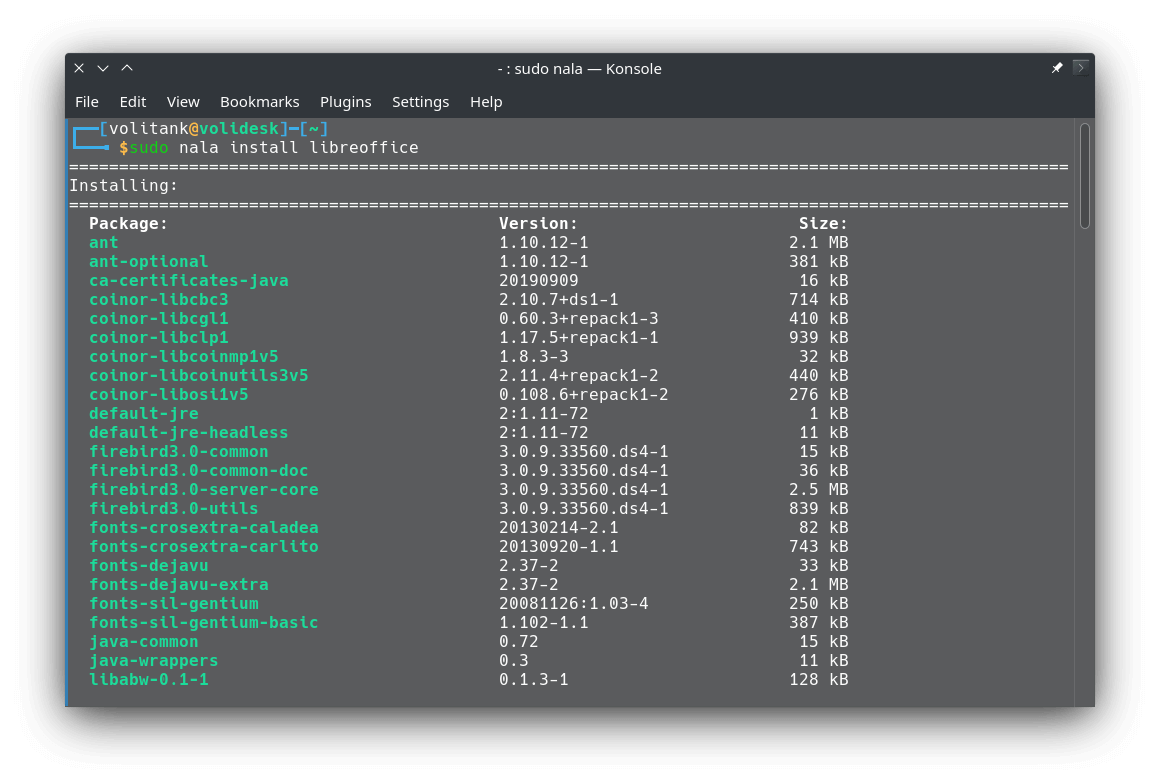 - : sudo nala — Konsole
File Edit View Bookmarks Plugins Settings Help
[volitank@volidesk]-[~]
$sudo nala install libreoffice
====================================================================================================
Installing:
====================================================================================================
Package: Version: Size:
ant 1.10.12-1 2.1 MB
ant-optional 1.10.12-1 381 kB
ca-certificates-java 20190909 16 kB
coinor-libcbc3 2.10.7+ds1-1 714 kB
coinor-libcgl1 0.60.3+repack1-3 410 kB
coinor-libclp1 1.17.5+repack1-1 939 kB
coinor-libcoinmp1v5 1.8.3-3 32 kB
coinor-libcoinutils3v5 2.11.4+repack1-2 440 kB
coinor-libosi1v5 0.108.6+repack1-2 276 kB
default-jre 2:1.11-72 1 kB
default-jre-headless 2:1.11-72 11 kB
firebird3.0-common 3.0.9.33560.ds4-1 15 kB
firebird3.0-common-doc 3.0.9.33560.ds4-1 36 kB
firebird3.0-server-core 3.0.9.33560.ds4-1 2.5 MB
firebird3.0-utils 3.0.9.33560.ds4-1 839 kB
fonts-crosextra-caladea 20130214-2.1 82 kB
fonts-crosextra-carlito 20130920-1.1 743 kB
fonts-dejavu 2.37-2 33 kB
fonts-dejavu-extra 2.37-2 2.1 MB
fonts-sil-gentium 20081126:1.03-4 250 kB
fonts-sil-gentium-basic 1.102-1.1 387 kB
java-common 0.72 15 kB
java-wrappers 0.3 11 kB
libabw-0.1-1 0.1.3-1 128 kB